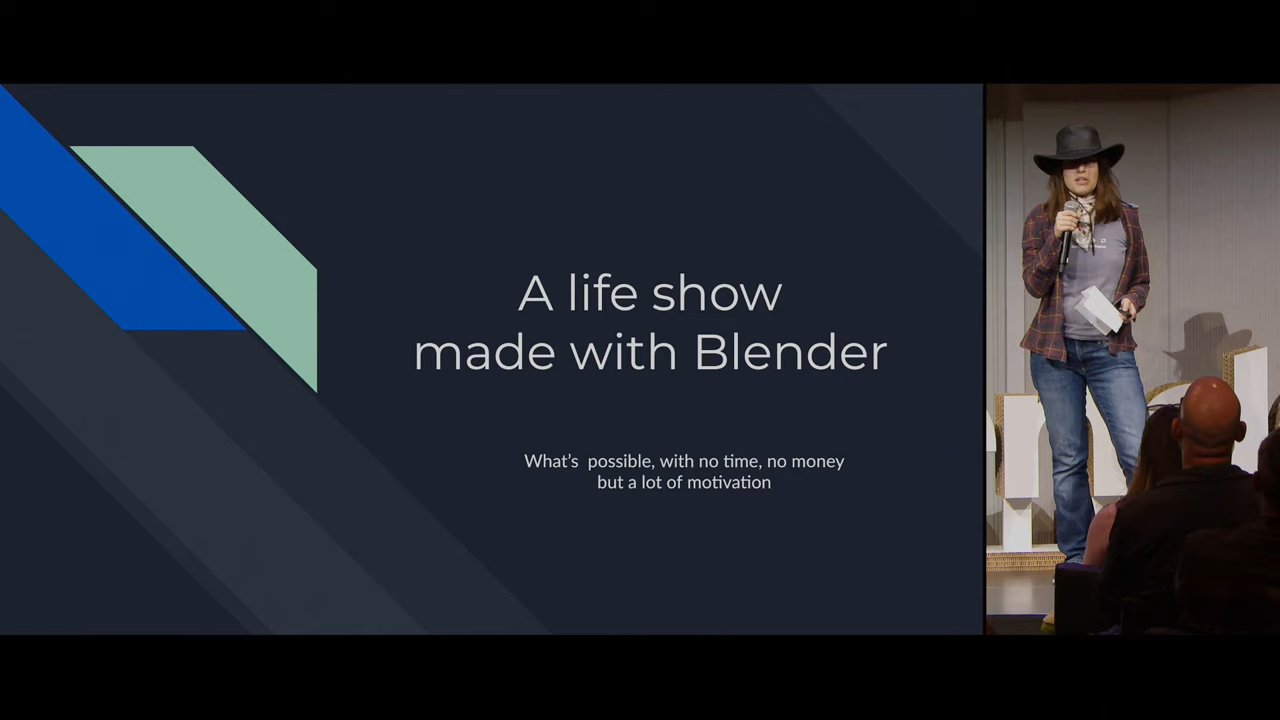 A life show
made with Blender
What's  possible, with no time, no money
but a lot of motivation